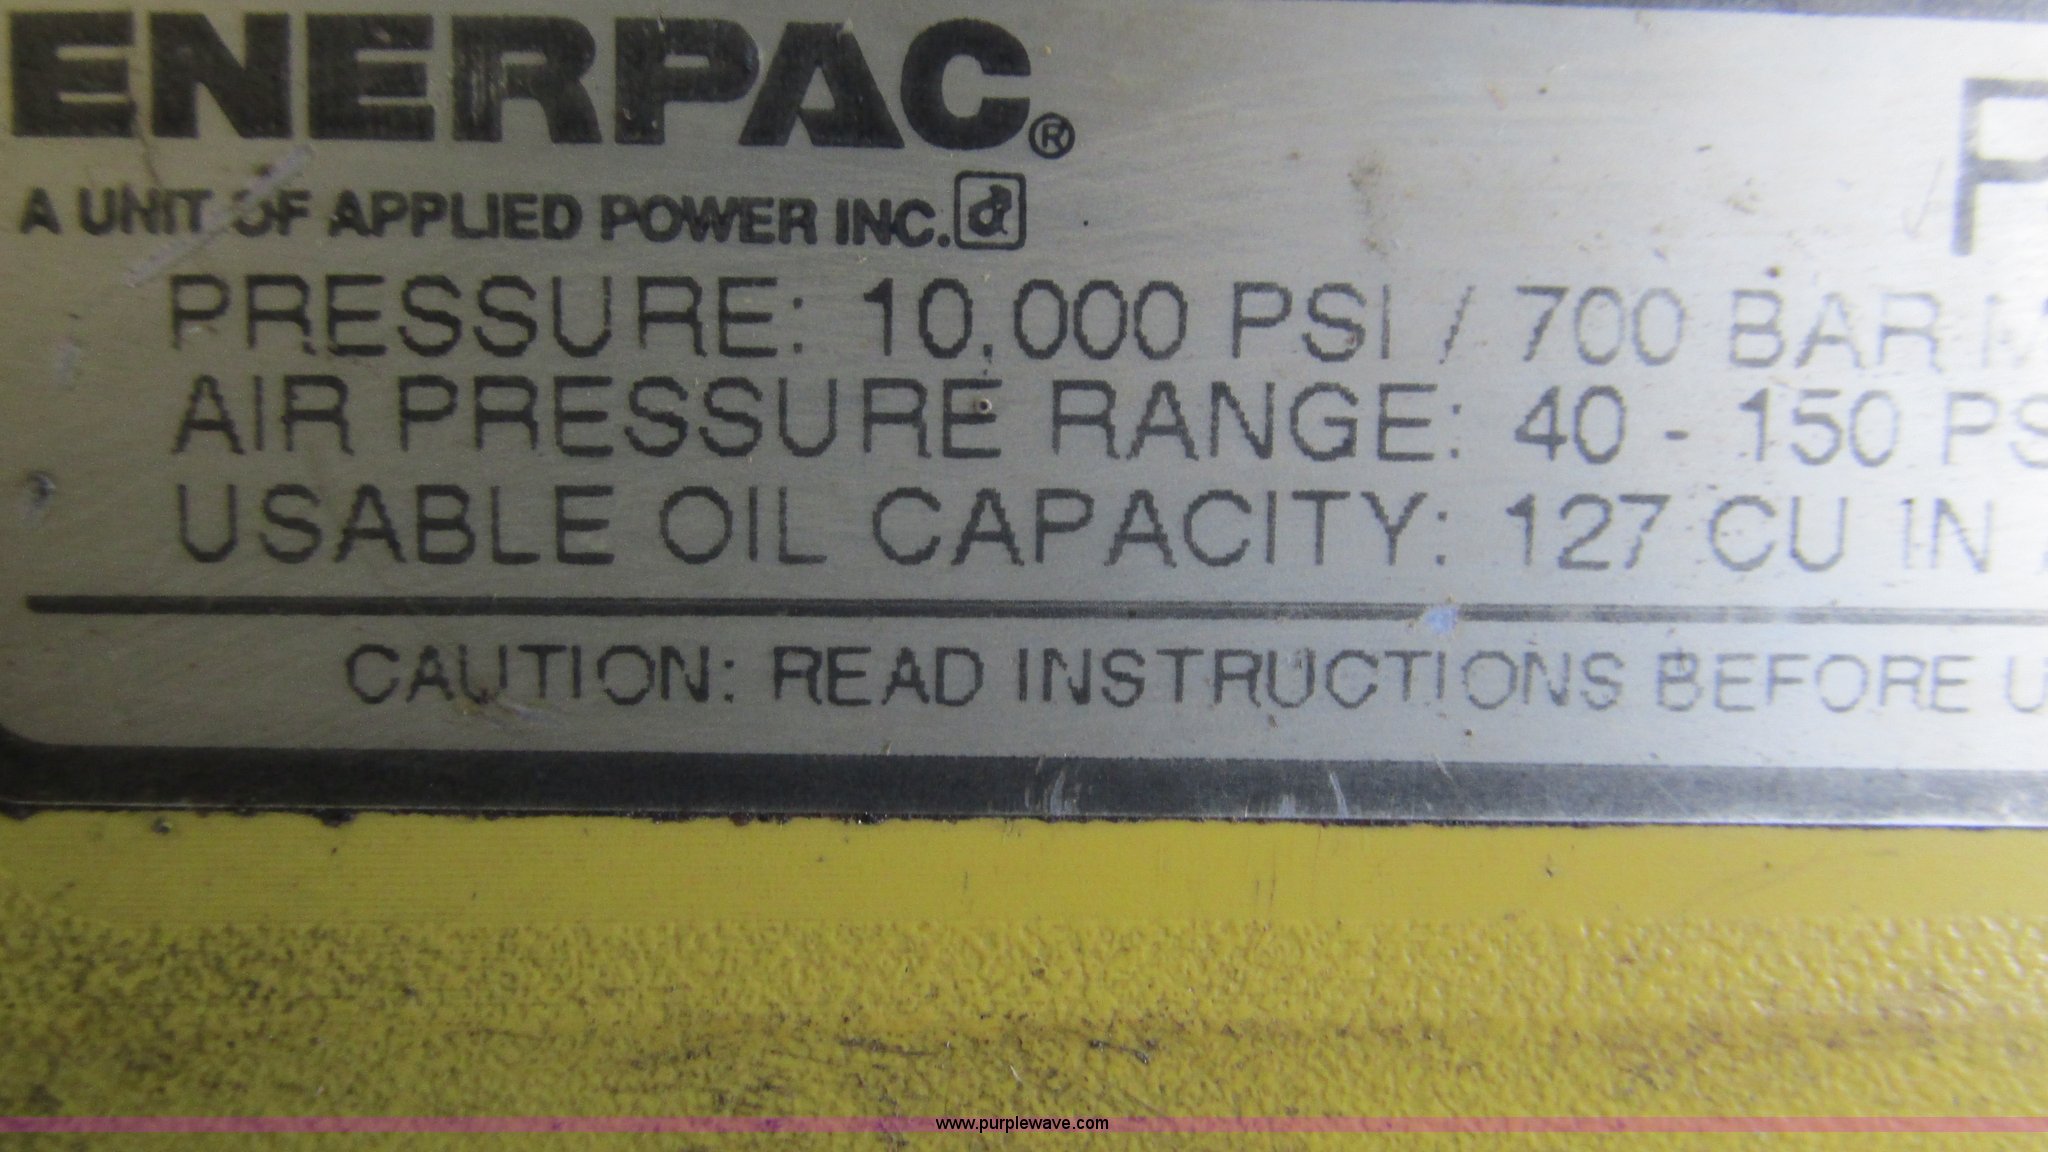 ENERPAC®
A UNIT OF APPLIED POWER INC.
PRESSURE: 10,000 PSI / 700 BAR
AIR PRESSURE RANGE: 40 - 150 PS
USABLE OIL CAPACITY: 127 CU IN
CAUTION: READ INSTRUCTIONS BEFORE U
www.purplewave.com